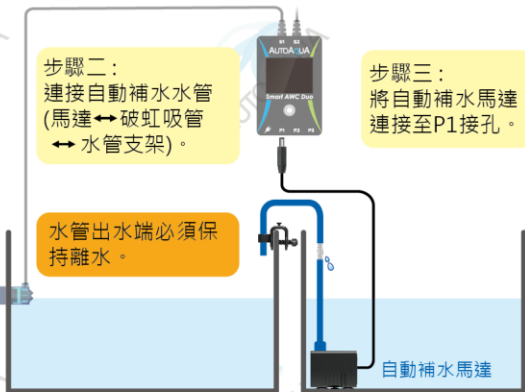 S1 S2
AUTOAQUA
Smart AWC Duo
P1 P2 P3
步驟二：
連接自動補水水管
(馬達↔破虹吸管
↔ 水管支架)。
步驟三：
將自動補水馬達
連接至P1接孔。
水管出水端必須保
持離水。
自動補水馬達